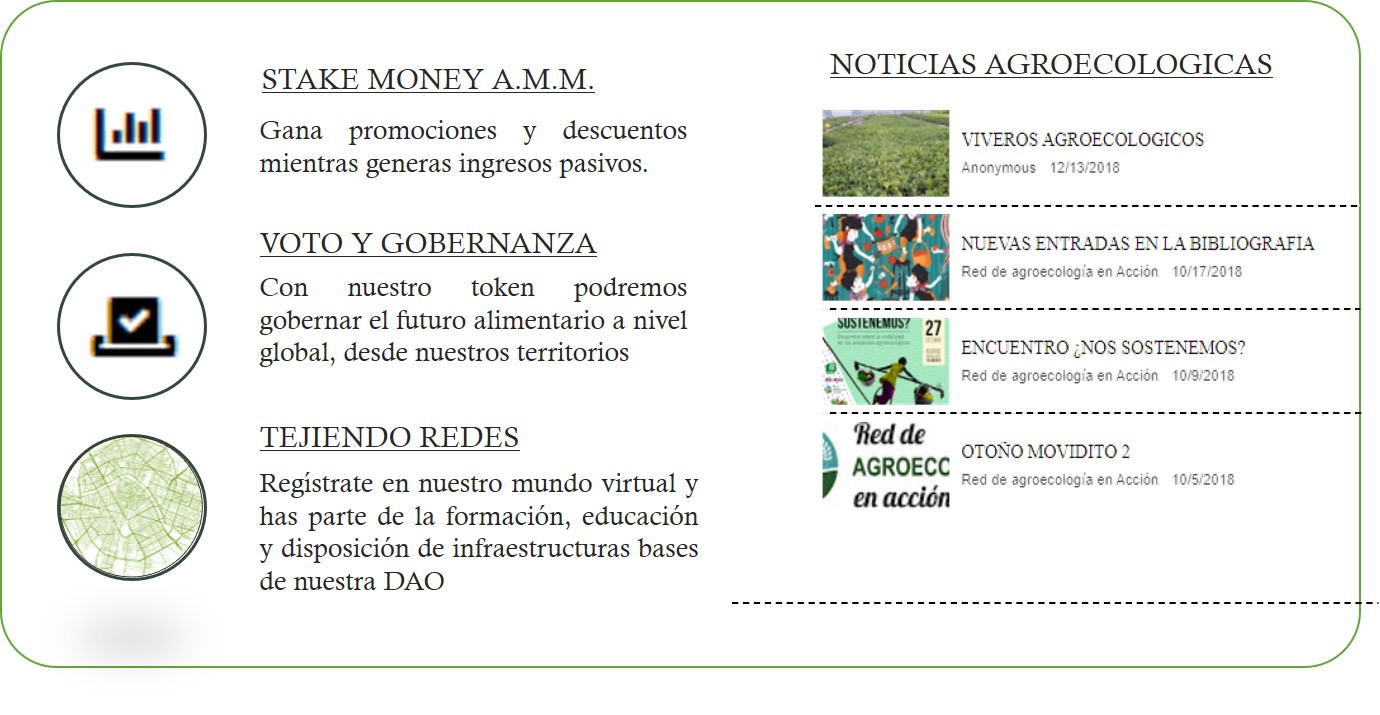 STAKE MONEY A.M.M.
Gana promociones y descuentos
mientras generas ingresos pasivos.
VOTO Y GOBERNANZA
Con nuestro token podremos
gobernar el futuro alimentario a nivel
global, desde nuestros territorios
TEJIENDO REDES
Regístrate en nuestro mundo virtual y
has parte de la formación, educación
y disposición de infraestructuras bases
de nuestra DAO
NOTICIAS AGROECOLOGICAS
VIVEROS AGROECOLOGICOS
Anonymous 12/13/2018
NUEVAS ENTRADAS EN LA BIBLIOGRAFIA
Red de agroecología en Acción 10/17/2018
SOSTENEMOS?
27
ENCUENTRO ¿NOS SOSTENEMOS?
Red de agroecología en Acción 10/9/2018
Red de
AGROECC
en acción
OTOÑO MOVIDITO 2
Red de agroecología en Acción 10/5/2018